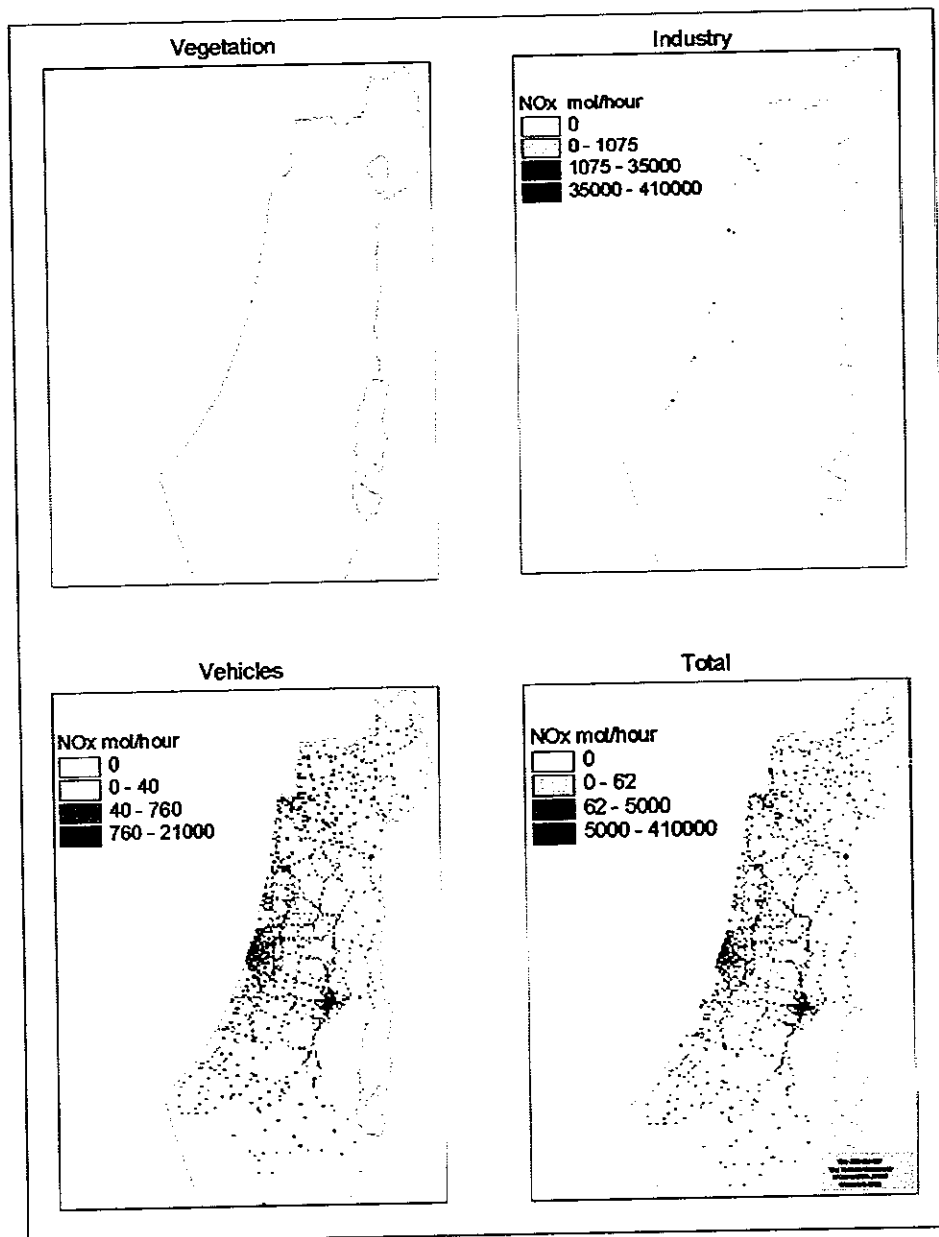 Vegetation
Industry
NOx mol/hour
0
0 - 1075
1075 - 35000
35000 - 410000
Vehicles
NOx mol/hour
0
0 - 40
40 - 760
760 - 21000
Total
NOx mol/hour
0
0 - 62
62 - 5000
5000 - 410000